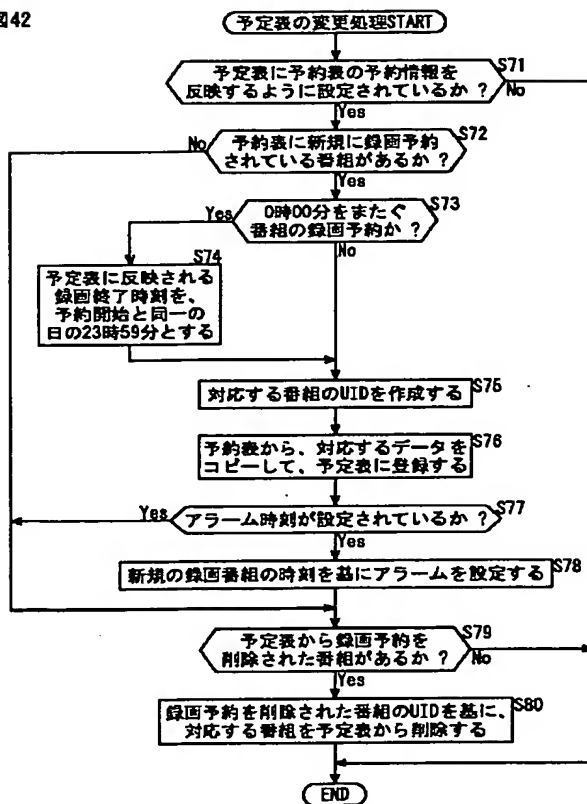 図42
予定表の変更処理START
S71
予定表に予約表の予約情報を
反映するように設定されているか ?
No
Yes
S72
No
予約表に新規に録画予約
されている番組があるか ?
Yes
S73
Yes
0時00分をまたぐ
番組の録画予約か ?
No
S74
予定表に反映される
録画終了時刻を、
予約開始と同一の
日の23時59分とする
S75
対応する番組のUIDを作成する
S76
予約表から、対応するデータを
コピーして、予定表に登録する
S77
Yes
アラーム時刻が設定されているか ?
Yes
S78
新規の録画番組の時刻を基にアラームを設定する
S79
予定表から録画予約を
削除された番組があるか ?
No
Yes
S80
録画予約を削除された番組のUIDを基に、
対応する番組を予定表から削除する
END